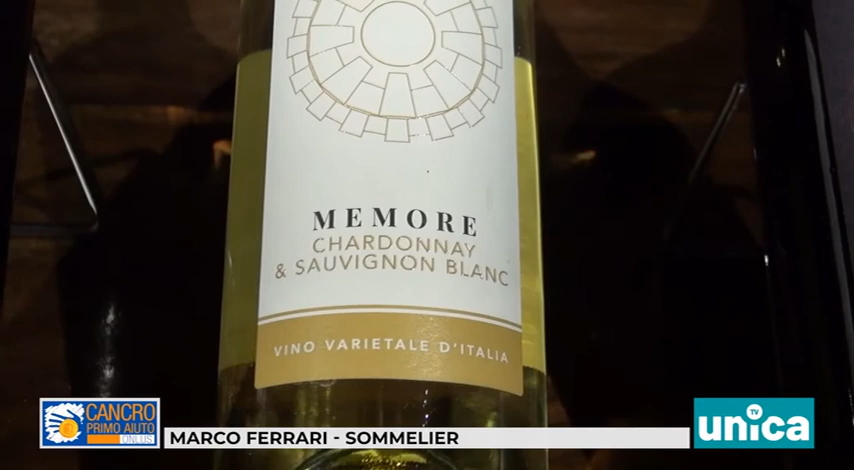 MEMORE
CHARDONNAY
& SAUVIGNON BLANC
VINO VARIETALE D'ITALIA
CANCRO
PRIMO AIUTO
ONLUS
MARCO FERRARI - SOMMELIER
unica
TV